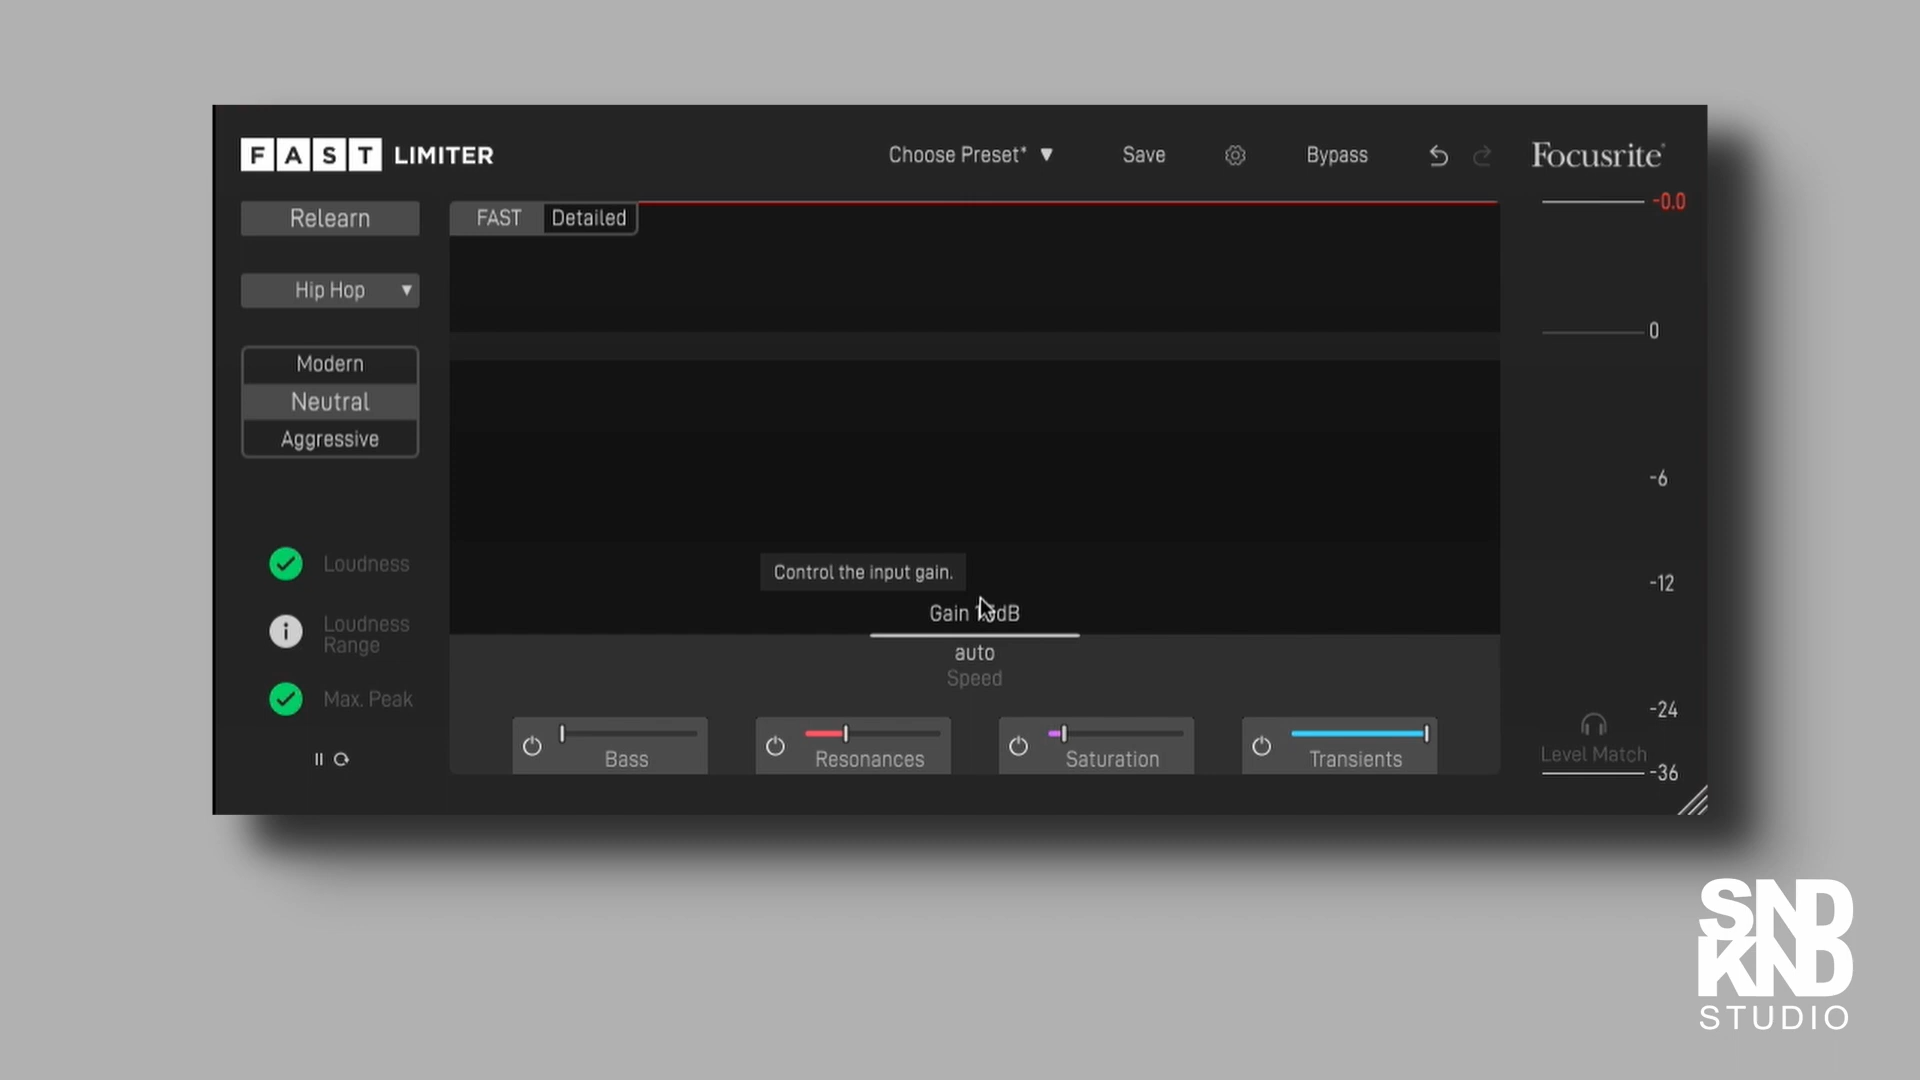 FAST LIMITER
Choose Preset* ▼
Save
Bypass
Focusrite
Relearn
FAST
Detailed
-0.0
Hip Hop ▼
0
Modern
Neutral
Aggressive
-6
Loudness
Control the input gain.
-12
Gain dB
Loudness
Range
auto
Speed
Max. Peak
-24
Bass
Resonances
Saturation
Transients
Level Match
-36
SND
KND
STUDIO